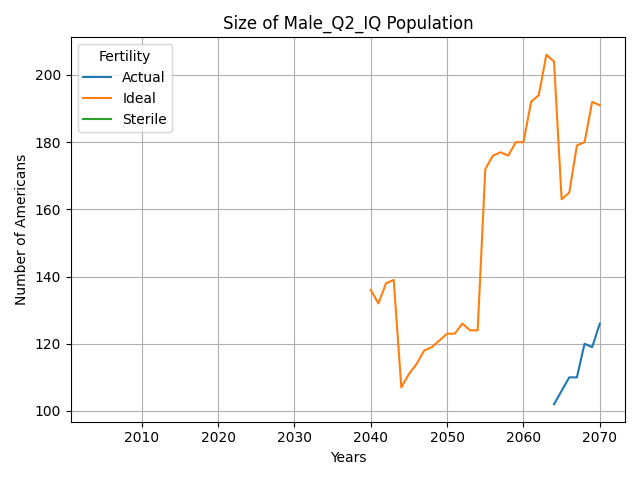 Size of Male_Q2_IQ Population
Fertility
Actual
Ideal
Sterile
Number of Americans
200
180
160
140
120
100
2010 2020 2030 2040 2050 2060 2070
Years